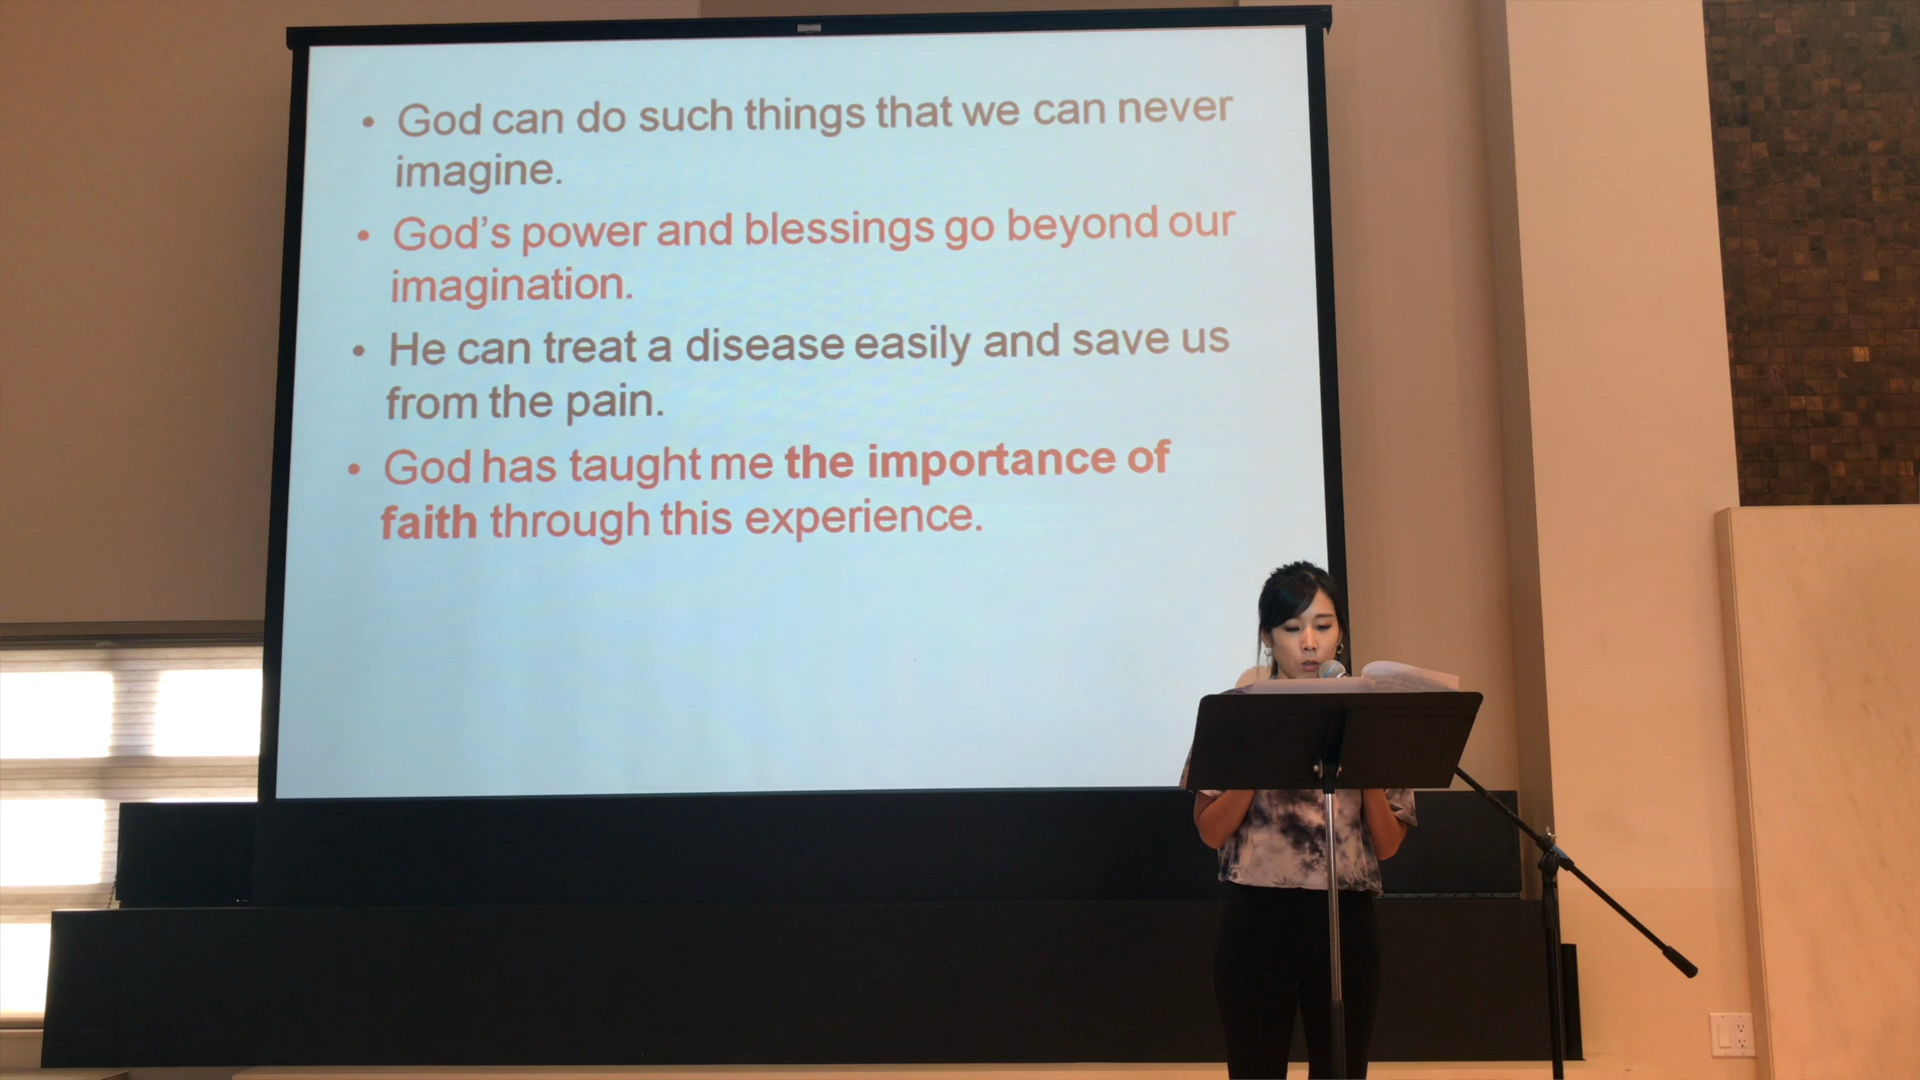 • God can do such things that we can never
imagine.
• God's power and blessings go beyond our
imagination.
• He can treat a disease easily and save us
from the pain.
• God has taught me the importance of
faith through this experience.